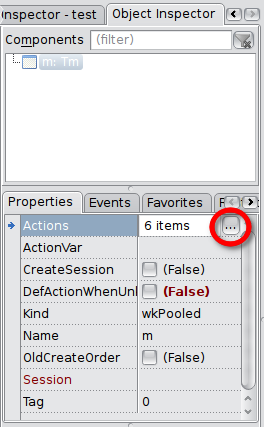 nspector - test Object Inspector
Components (filter)
m: Tm
Properties Events Favorites
Actions 6 items ...
ActionVar
CreateSession (False)
DefActionWhenUnl (False)
Kind wkPooled
Name m
OldCreateOrder (False)
Session
Tag 0